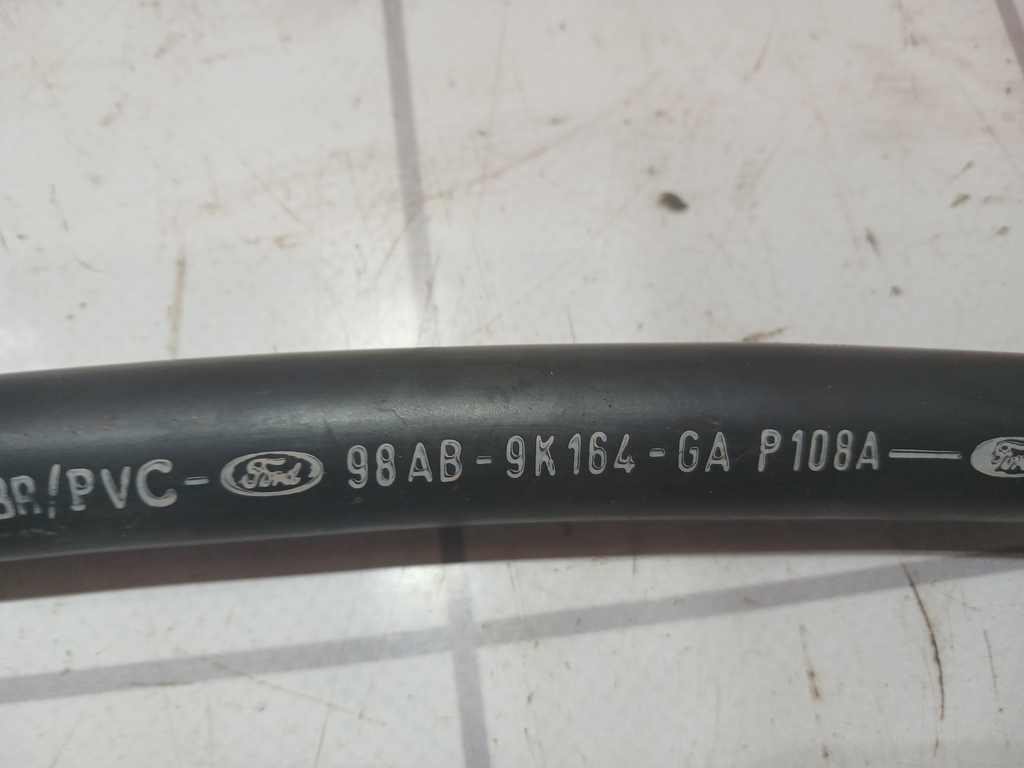 BR/PVC - Ford 98AB - 9K164 - GA P108A — Ford